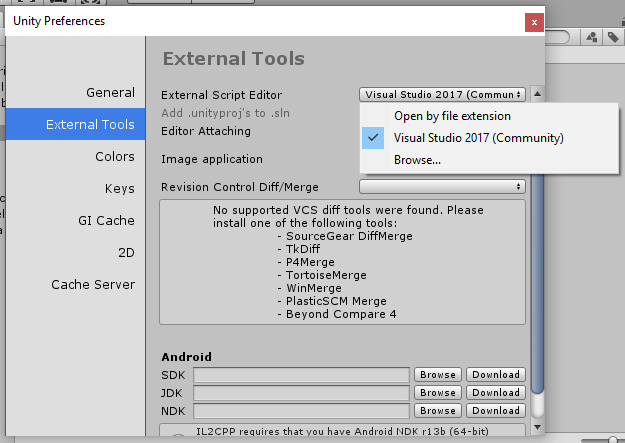 Unity Preferences
x
External Tools
General
External Tools
Colors
Keys
GI Cache
2D
Cache Server
External Script Editor
Visual Studio 2017 (Commun
Add .unityproj's to .sln
Editor Attaching
Open by file extension
Visual Studio 2017 (Community)
Browse...
Image application
Revision Control Diff/Merge
No supported VCS diff tools were found. Please
install one of the following tools:
- SourceGear DiffMerge
- TkDiff
- P4Merge
- TortoiseMerge
- WinMerge
- PlasticSCM Merge
- Beyond Compare 4
Android
SDK Browse Download
JDK Browse Download
NDK Browse Download
IL2CPP requires that you have Android NDK r13b (64-bit)